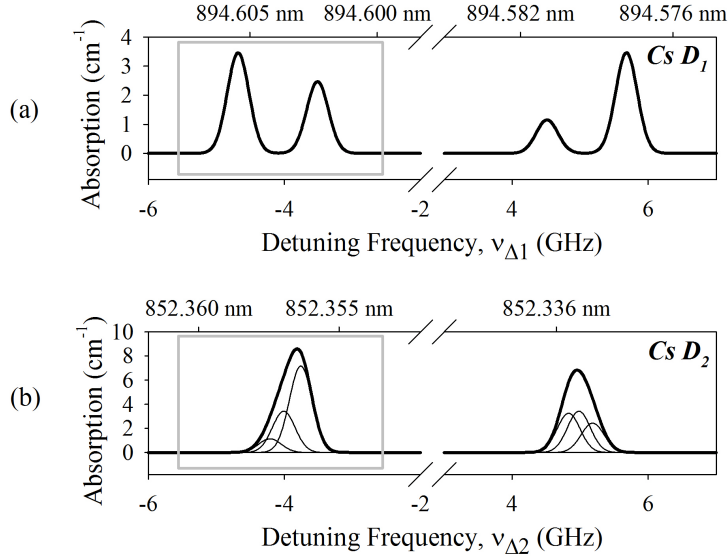 894.605 nm 894.600 nm 894.582 nm 894.576 nm
(a)
Absorption (cm⁻¹)
4
3
2
1
0
Cs D₁
-6 -4 -2 4 6
Detuning Frequency, ν_Δ1 (GHz)
852.360 nm 852.355 nm 852.336 nm
(b)
Absorption (cm⁻¹)
10
8
6
4
2
0
Cs D₂
-6 -4 -2 4 6
Detuning Frequency, ν_Δ2 (GHz)